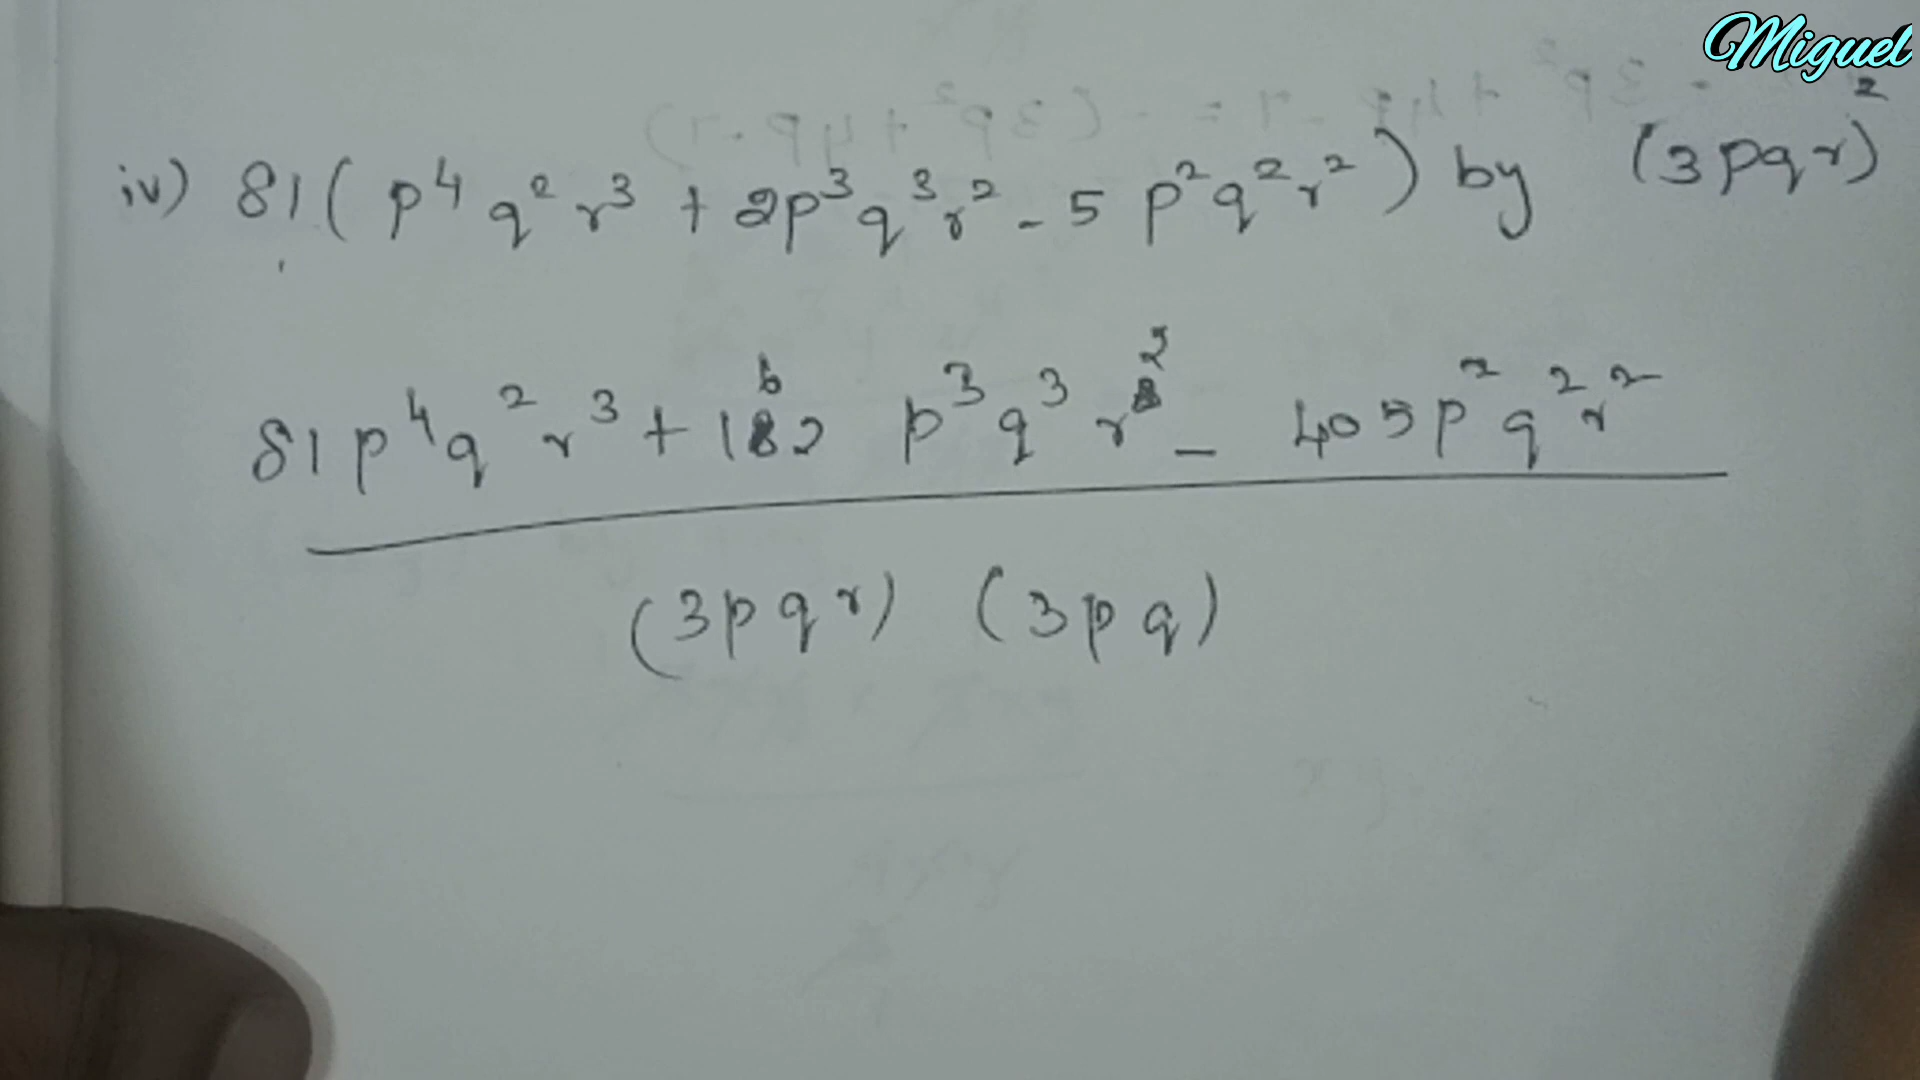 Miguel
iv) 81(p⁴q²r³ + 2p³q³r² - 5p²q²r²) by (3pqr)²
81p⁴q²r³ + 162 p³q³r² - 405p²q²r²
(3pqr) (3pq)